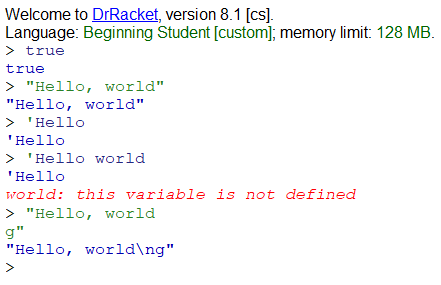 Welcome to DrRacket, version 8.1 [cs].
Language: Beginning Student [custom]; memory limit: 128 MB.
> true
true
> "Hello, world"
"Hello, world"
> 'Hello
'Hello
> 'Hello world
'Hello
world: this variable is not defined
> "Hello, world
g"
"Hello, world\ng"
>